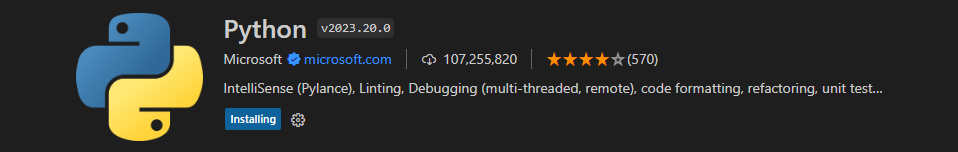 Python v2023.20.0
Microsoft microsoft.com 107,255,820 (570)
IntelliSense (Pylance), Linting, Debugging (multi-threaded, remote), code formatting, refactoring, unit test...
Installing